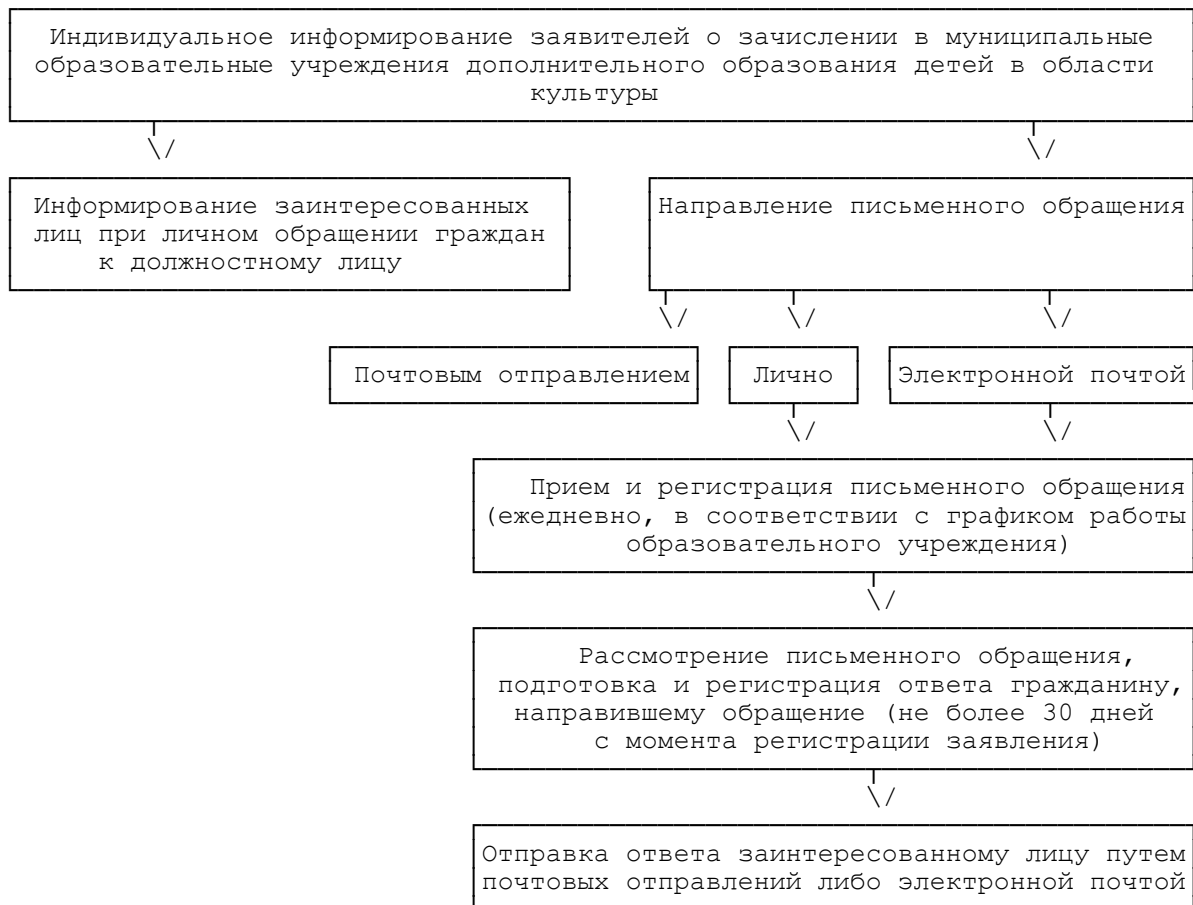 Индивидуальное информирование заявителей о зачислении в муниципальные
образовательные учреждения дополнительного образования детей в области
культуры
Информирование заинтересованных
лиц при личном обращении граждан
к должностному лицу
Направление письменного обращения
Почтовым отправлением
Лично
Электронной почтой
Прием и регистрация письменного обращения
(ежедневно, в соответствии с графиком работы
образовательного учреждения)
Рассмотрение письменного обращения,
подготовка и регистрация ответа гражданину,
направившему обращение (не более 30 дней
с момента регистрации заявления)
Отправка ответа заинтересованному лицу путем
почтовых отправлений либо электронной почтой